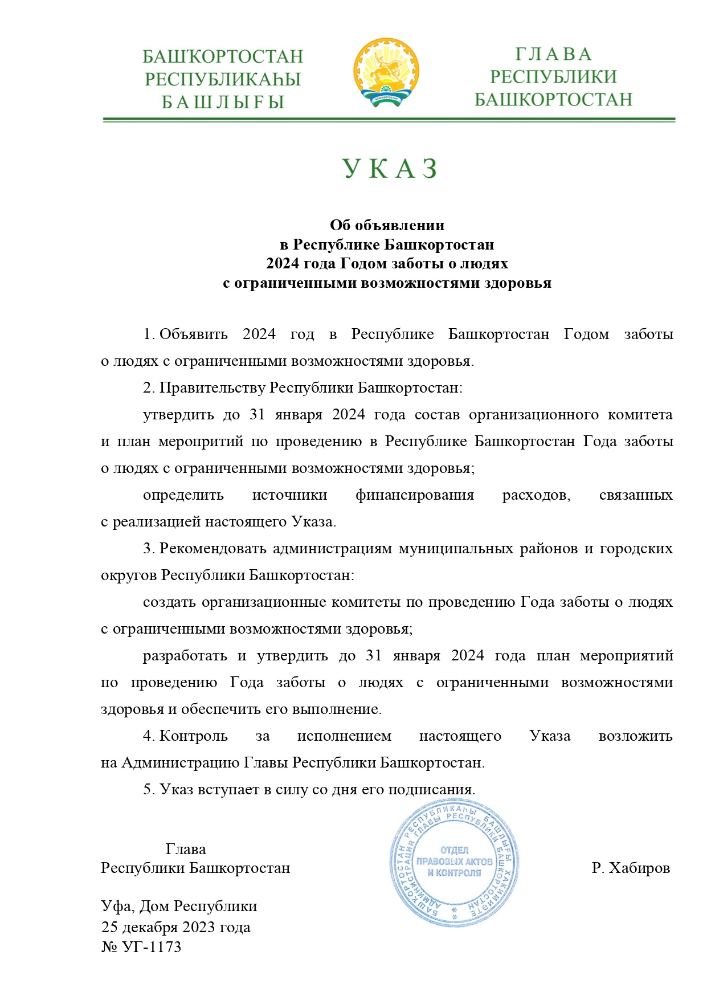 БАШҠОРТОСТАН
РЕСПУБЛИКАҺЫ
БАШЛЫҒЫ
БАШКОРТОСТАН
ГЛАВА
РЕСПУБЛИКИ
БАШКОРТОСТАН
УКАЗ
Об объявлении
в Республике Башкортостан
2024 года Годом заботы о людях
с ограниченными возможностями здоровья
1. Объявить 2024 год в Республике Башкортостан Годом заботы
о людях с ограниченными возможностями здоровья.
2. Правительству Республики Башкортостан:
утвердить до 31 января 2024 года состав организационного комитета
и план меропритий по проведению в Республике Башкортостан Года заботы
о людях с ограниченными возможностями здоровья;
определить источники финансирования расходов, связанных
с реализацией настоящего Указа.
3. Рекомендовать администрациям муниципальных районов и городских
округов Республики Башкортостан:
создать организационные комитеты по проведению Года заботы о людях
с ограниченными возможностями здоровья;
разработать и утвердить до 31 января 2024 года план мероприятий
по проведению Года заботы о людях с ограниченными возможностями
здоровья и обеспечить его выполнение.
4. Контроль за исполнением настоящего Указа возложить
на Администрацию Главы Республики Башкортостан.
5. Указ вступает в силу со дня его подписания.
Глава
Республики Башкортостан
БАШҠОРТОСТАН РЕСПУБЛИКАҺЫ БАШЛЫҒЫ ХАКИМИӘТЕ
АДМИНИСТРАЦИЯ ГЛАВЫ РЕСПУБЛИКИ БАШКОРТОСТАН
ОТДЕЛ
ПРАВОВЫХ АКТОВ
И КОНТРОЛЯ
Р. Хабиров
Уфа, Дом Республики
25 декабря 2023 года
№ УГ-1173